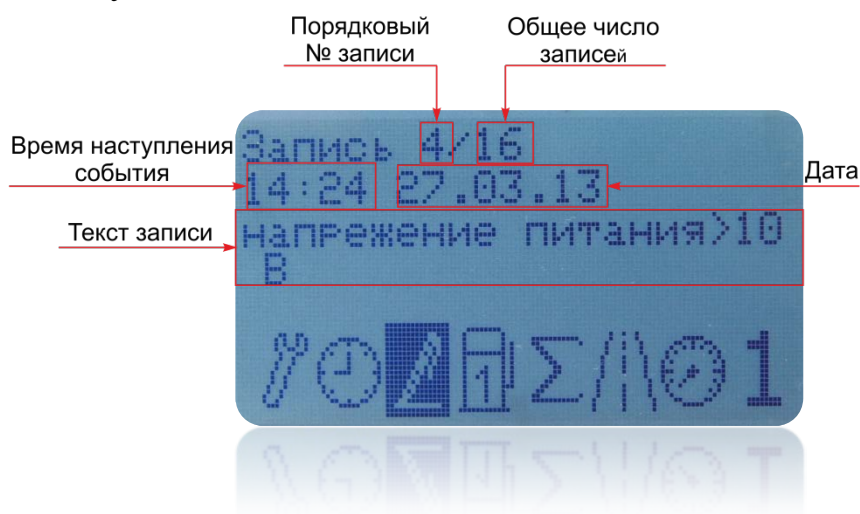 Порядковый
№ записи
Общее число
записей
Время наступления
события
Дата
Текст записи
Запись 4/16
14:24 27.03.13
напрежение питания>10
В
1
1